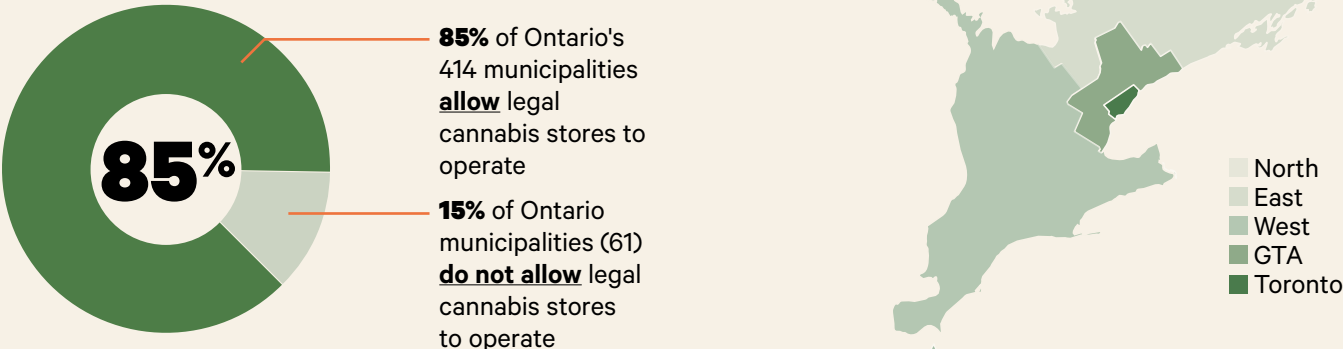 85%
85% of Ontario's
414 municipalities
allow legal
cannabis stores to
operate
15% of Ontario
municipalities (61)
do not allow legal
cannabis stores
to operate
North
East
West
GTA
Toronto